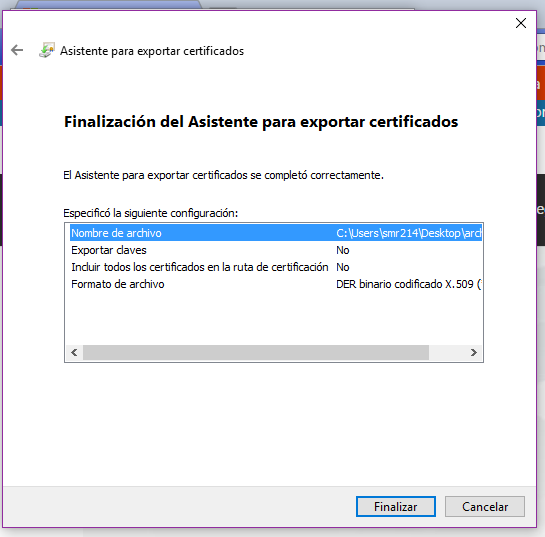 Asistente para exportar certificados
Finalización del Asistente para exportar certificados
El Asistente para exportar certificados se completó correctamente.
Especificó la siguiente configuración:
Nombre de archivo C:\Users\smr214\Desktop\arc
Exportar claves No
Incluir todos los certificados en la ruta de certificación No
Formato de archivo DER binario codificado X.509 (
Finalizar Cancelar